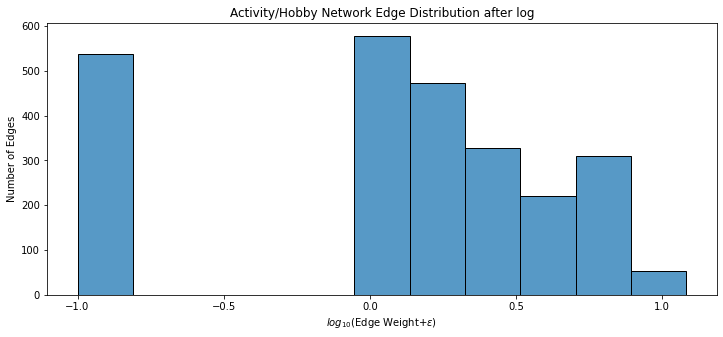 Activity/Hobby Network Edge Distribution after log
600
500
400
300
200
100
0
Number of Edges
−1.0 −0.5 0.0 0.5 1.0
log₁₀(Edge Weight+ε)